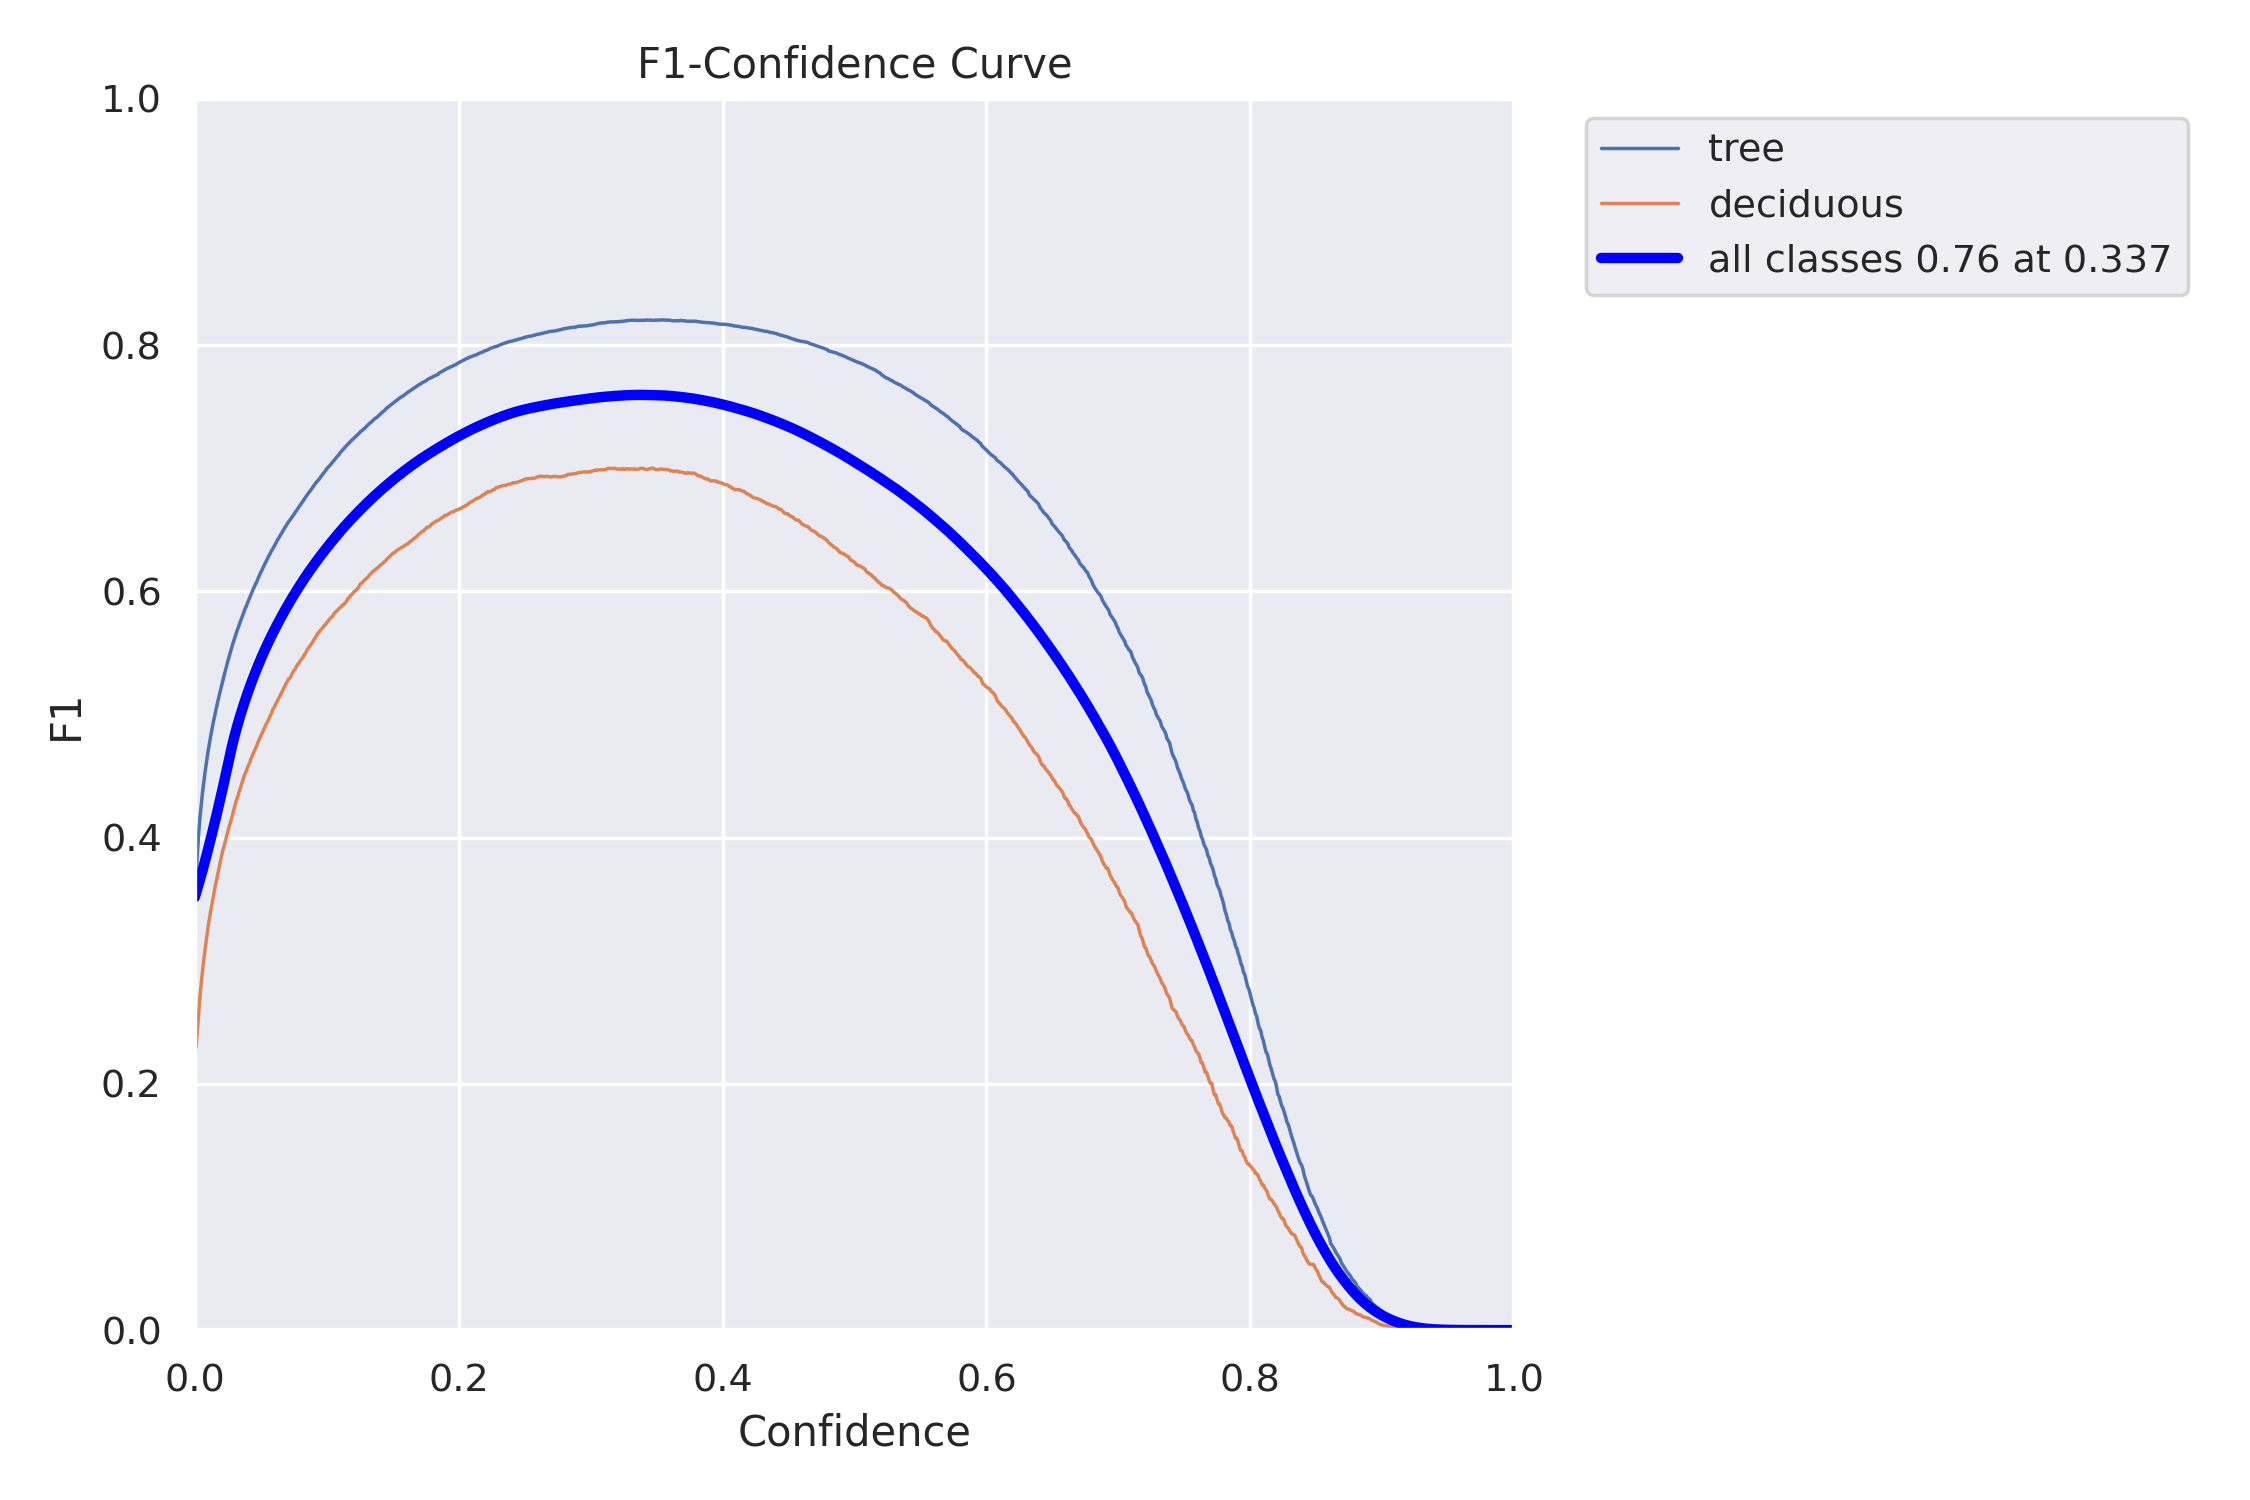 F1-Confidence Curve
1.0
0.8
0.6
0.4
0.2
0.0
F1
0.0 0.2 0.4 0.6 0.8 1.0
Confidence
tree
deciduous
all classes 0.76 at 0.337